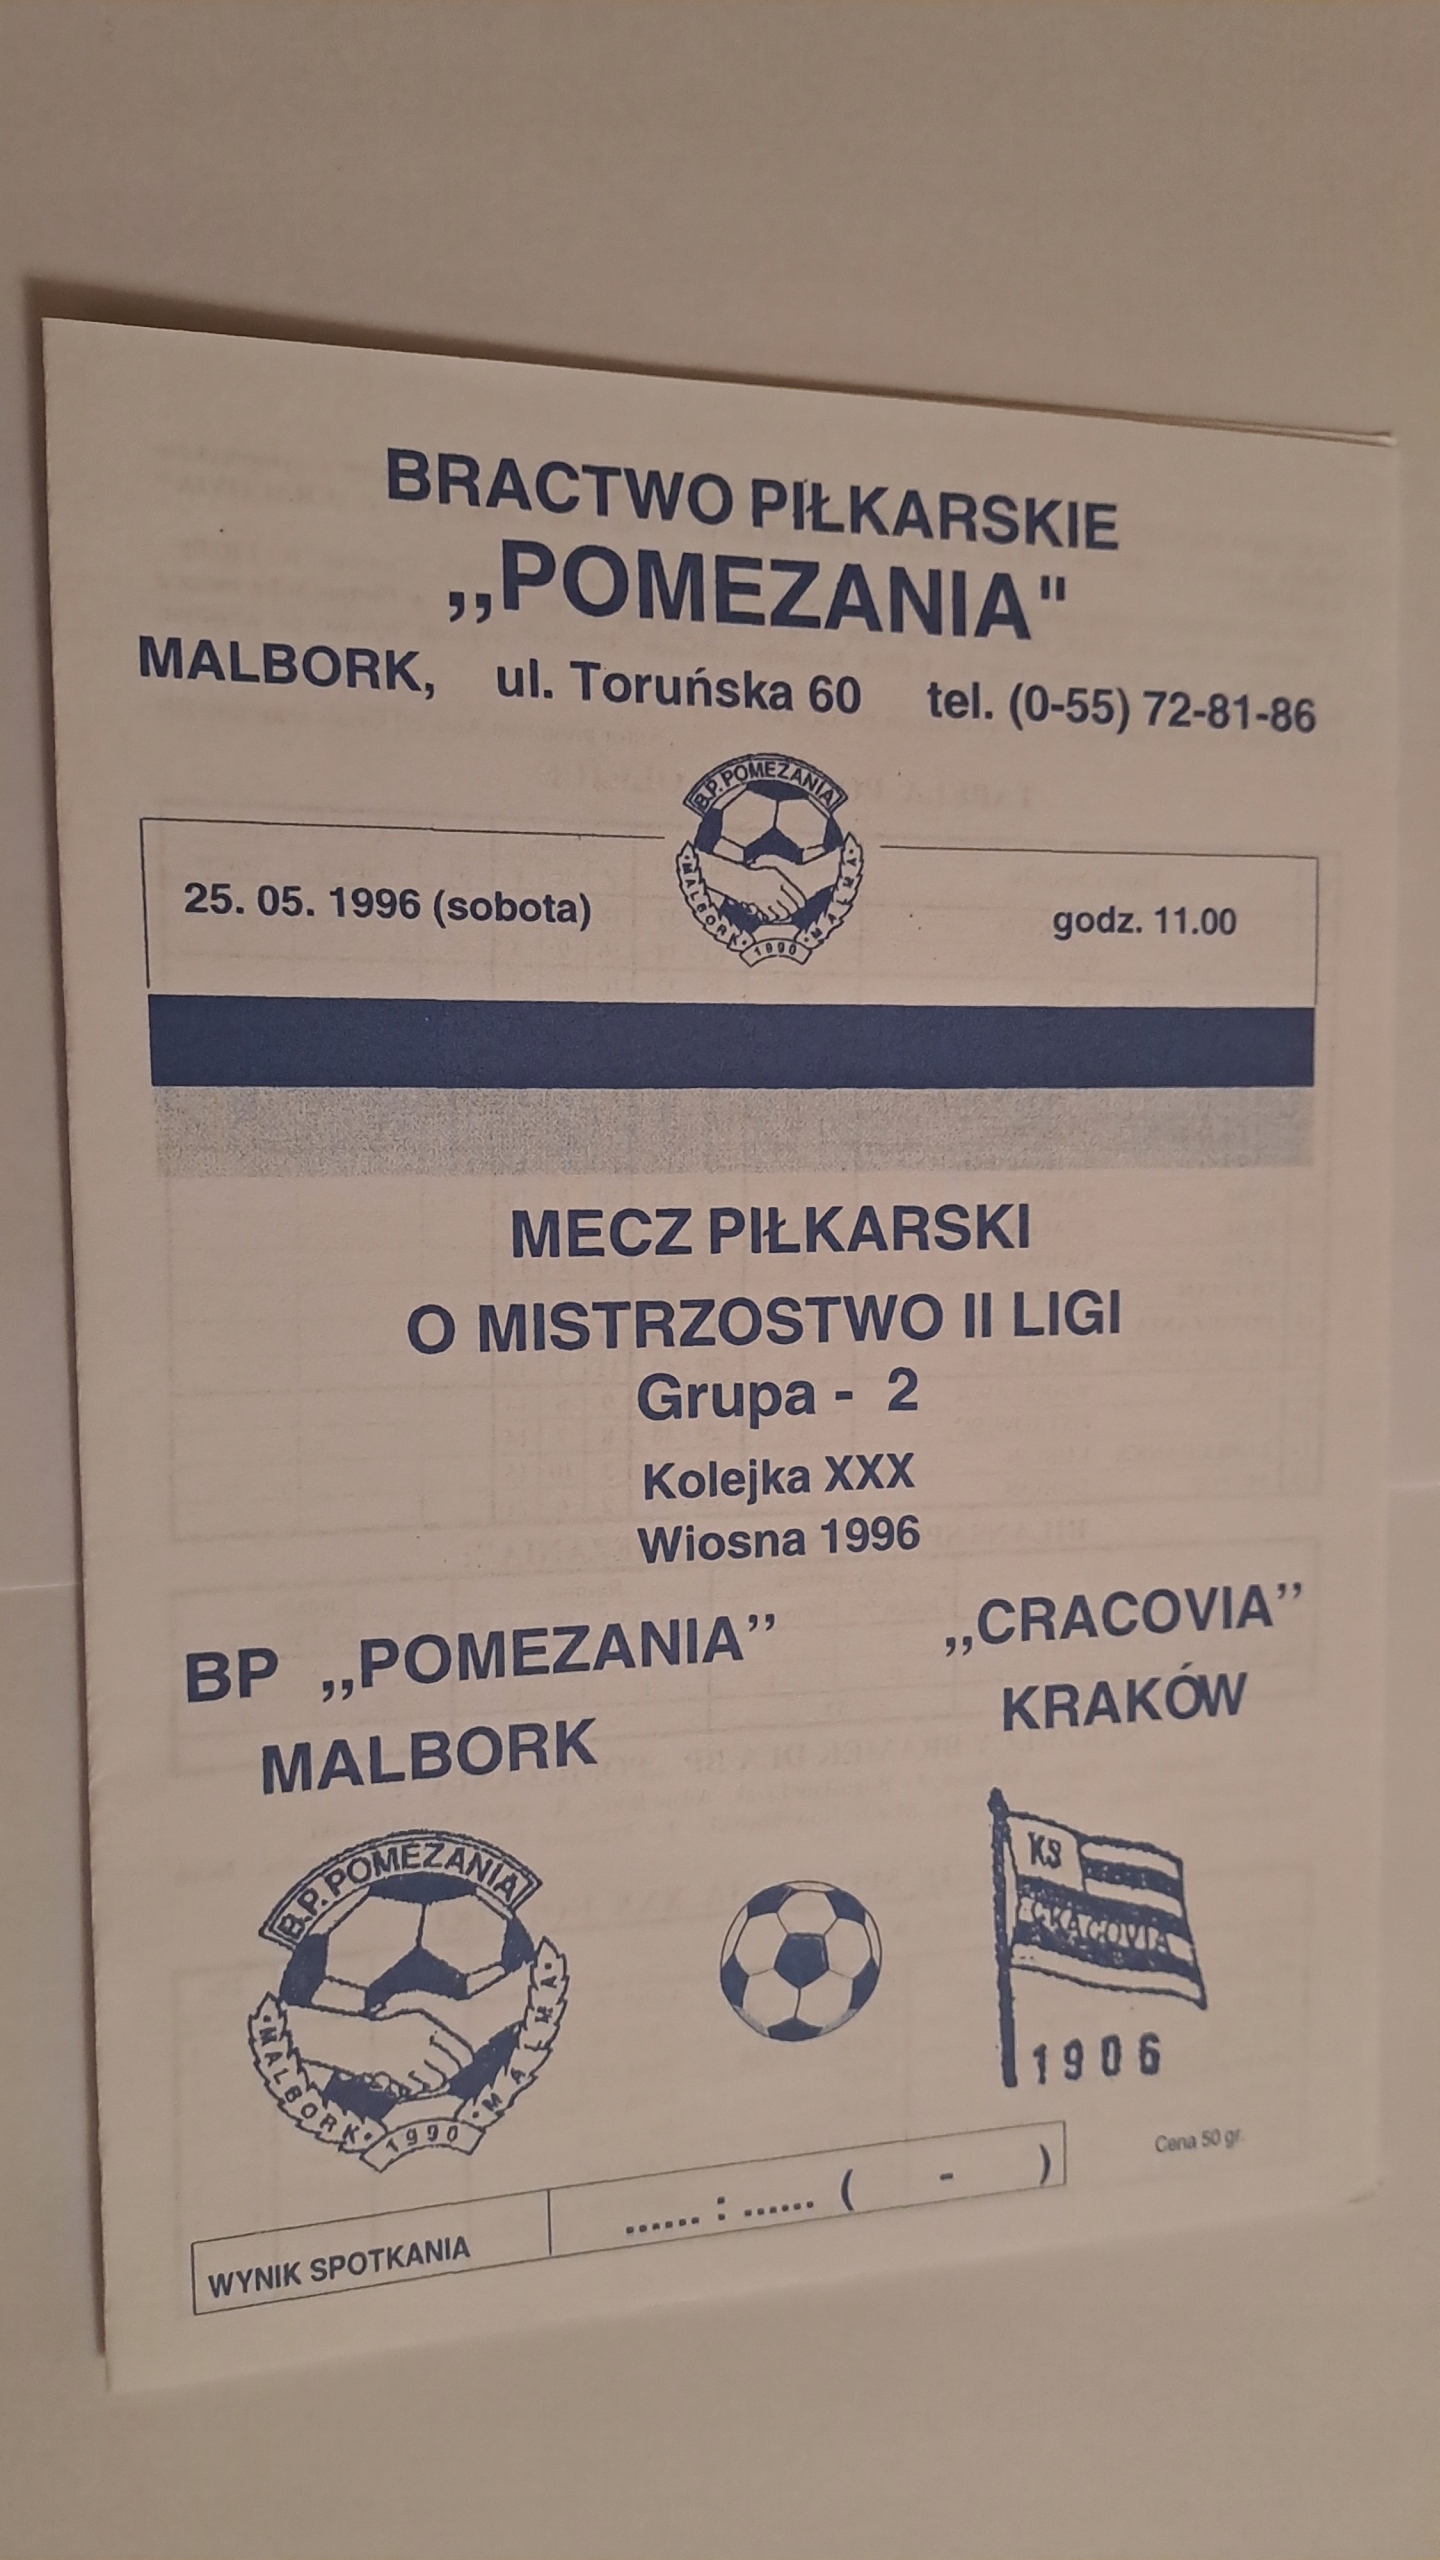 BRACTWO PIŁKARSKIE
,,POMEZANIA"
MALBORK, ul. Toruńska 60 tel. (0-55) 72-81-86
B.P. POMEZANIA
MALBORK · 1990 · MALMA
25. 05. 1996 (sobota) godz. 11.00
MECZ PIŁKARSKI
O MISTRZOSTWO II LIGI
Grupa - 2
Kolejka XXX
Wiosna 1996
BP ,,POMEZANIA” ,,CRACOVIA”
MALBORK KRAKÓW
B.P. POMEZANIA
MALBORK · 1990 · MALMA
KS
CRACOVIA
1906
Cena 50 gr.
WYNIK SPOTKANIA ...... : ...... ( - )